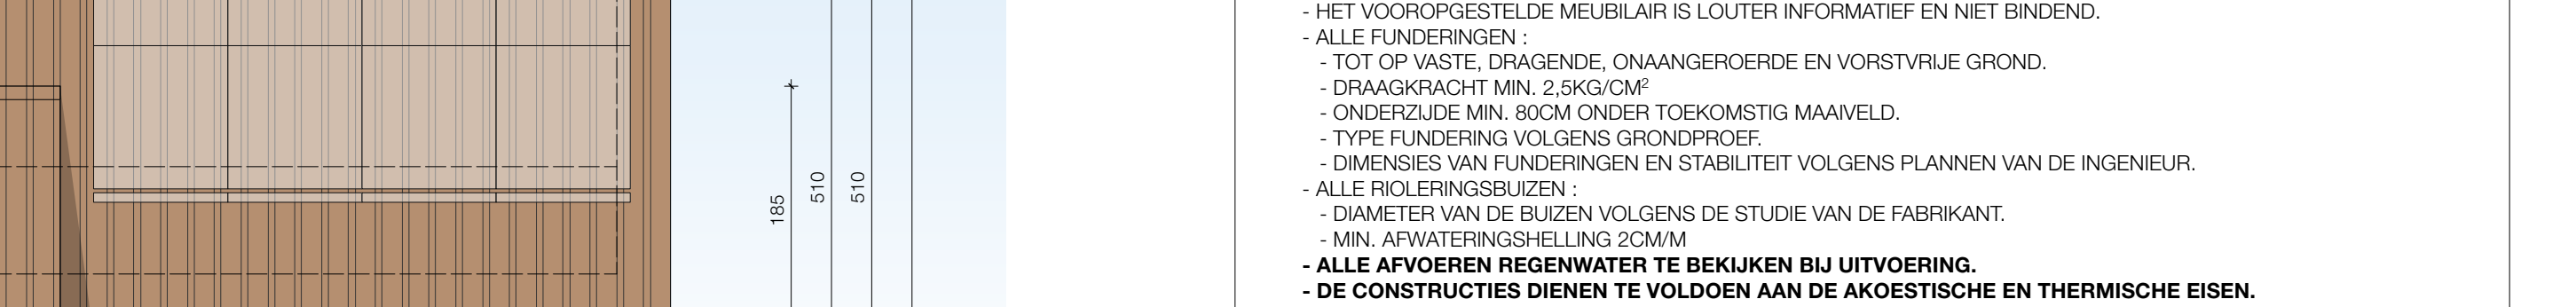 185
510
510
- HET VOOROPGESTELDE MEUBILAIR IS LOUTER INFORMATIEF EN NIET BINDEND.
- ALLE FUNDERINGEN :
- TOT OP VASTE, DRAGENDE, ONAANGEROERDE EN VORSTVRIJE GROND.
- DRAAGKRACHT MIN. 2,5KG/CM²
- ONDERZIJDE MIN. 80CM ONDER TOEKOMSTIG MAAIVELD.
- TYPE FUNDERING VOLGENS GRONDPROEF.
- DIMENSIES VAN FUNDERINGEN EN STABILITEIT VOLGENS PLANNEN VAN DE INGENIEUR.
- ALLE RIOLERINGSBUIZEN :
- DIAMETER VAN DE BUIZEN VOLGENS DE STUDIE VAN DE FABRIKANT.
- MIN. AFWATERINGSHELLING 2CM/M
- ALLE AFVOEREN REGENWATER TE BEKIJKEN BIJ UITVOERING.
- DE CONSTRUCTIES DIENEN TE VOLDOEN AAN DE AKOESTISCHE EN THERMISCHE EISEN.